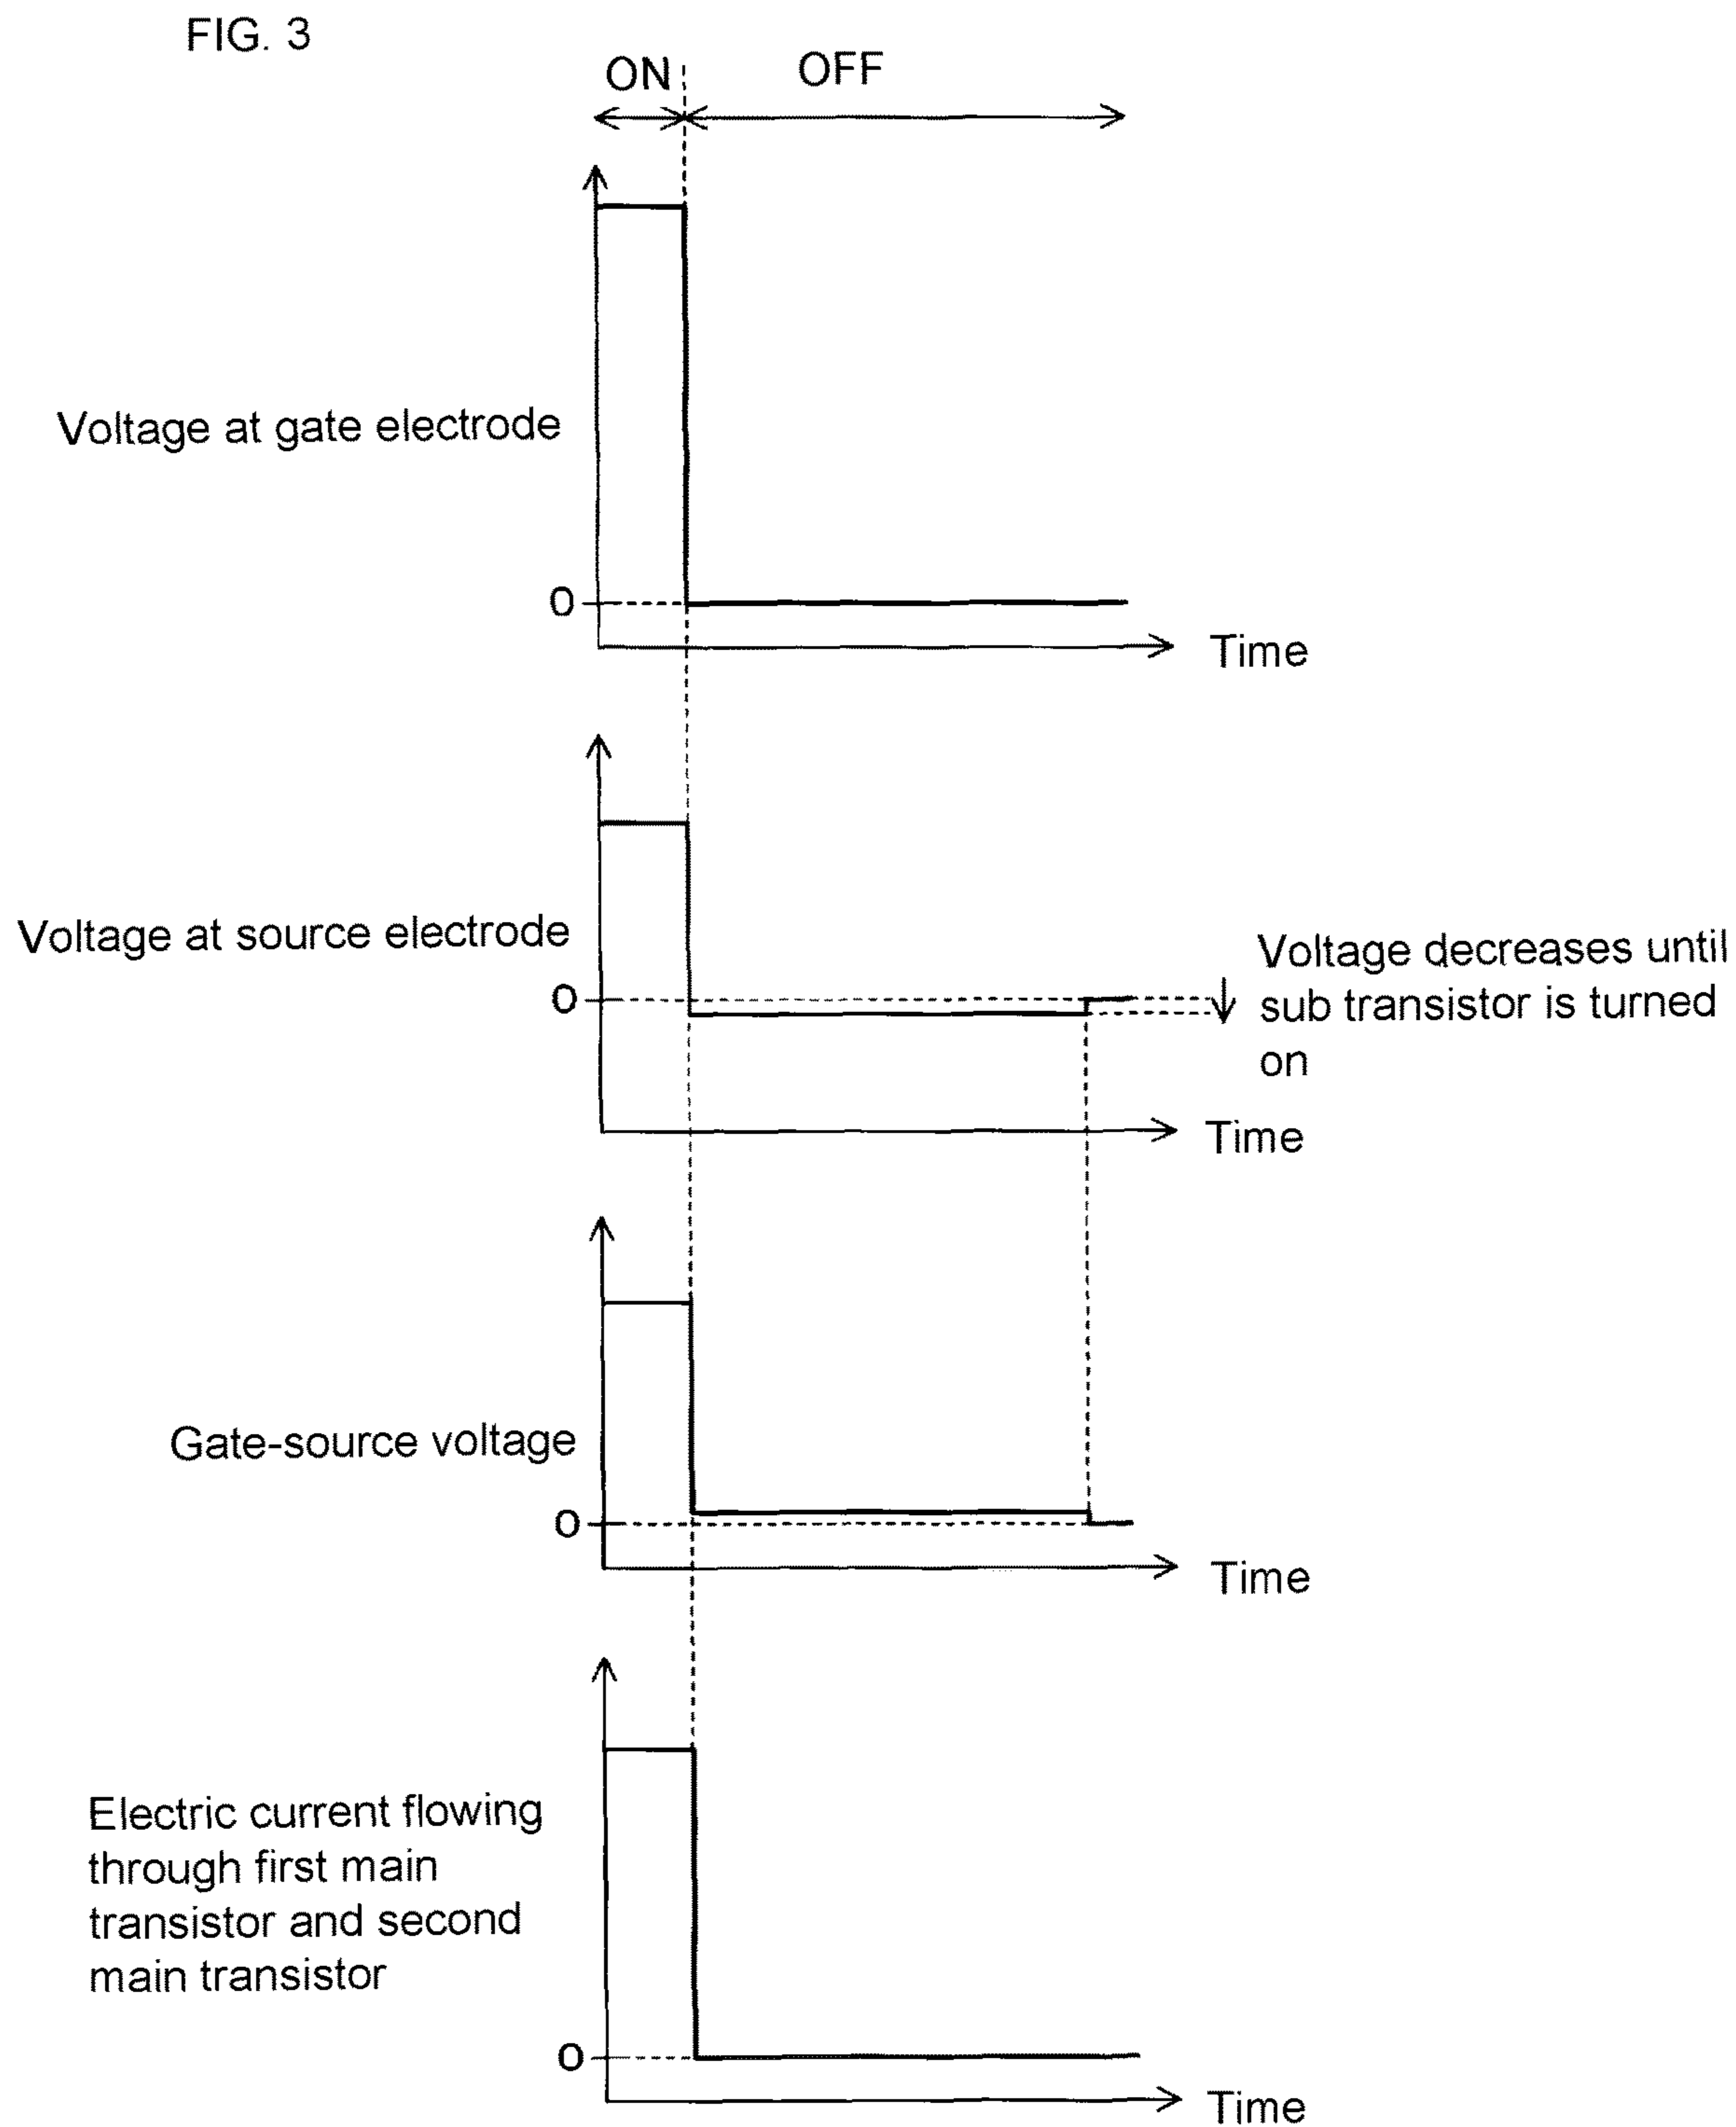 FIG. 3
ON
OFF
Voltage at gate electrode
0
Time
Voltage at source electrode
0
Voltage decreases until
sub transistor is turned
on
Time
Gate-source voltage
0
Time
Electric current flowing
through first main
transistor and second
main transistor
0
Time